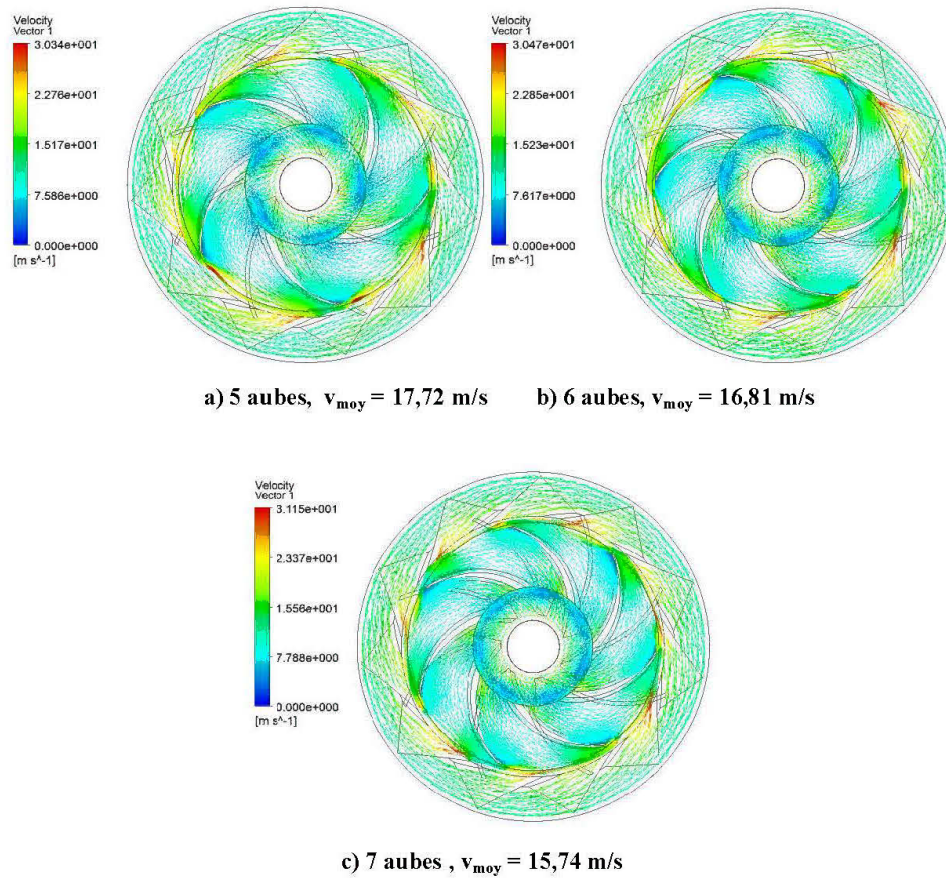 Velocity
Vector 1
3.034e+001
2.276e+001
1.517e+001
7.586e+000
0.000e+000
[m s^-1]
Velocity
Vector 1
3.047e+001
2.285e+001
1.523e+001
7.617e+000
0.000e+000
[m s^-1]
a) 5 aubes, vmoy = 17,72 m/s
b) 6 aubes, vmoy = 16,81 m/s
Velocity
Vector 1
3.115e+001
2.337e+001
1.556e+001
7.788e+000
0.000e+000
[m s^-1]
c) 7 aubes , vmoy = 15,74 m/s